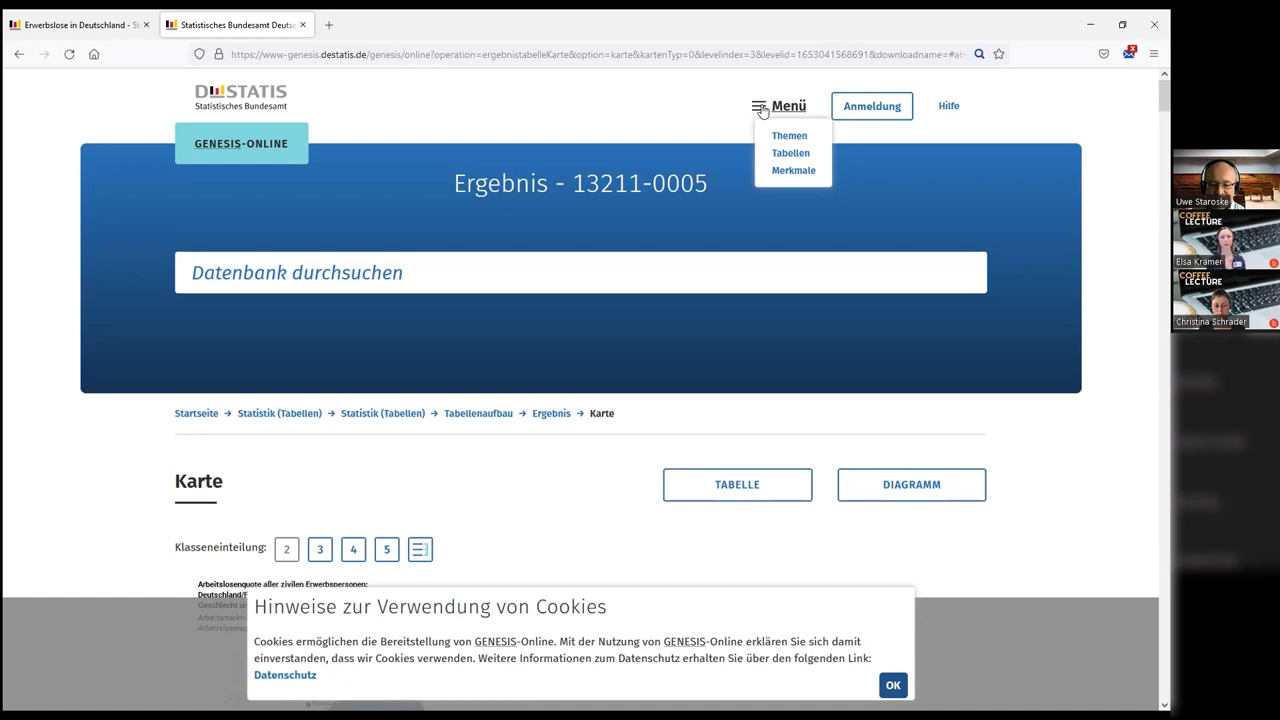 Erwerbslose in Deutschland - St
Statistisches Bundesamt Deuts
https://www-genesis.destatis.de/genesis/online?operation=ergebnistabelleKarte&option=karte&kartenTyp=0&levelindex=3&levelid=1653041568691&downloadname=#ab
D STATIS
Statistisches Bundesamt
Menü
Anmeldung
Hilfe
GENESIS-ONLINE
Themen
Tabellen
Merkmale
Ergebnis - 13211-0005
Datenbank durchsuchen
Startseite → Statistik (Tabellen) → Statistik (Tabellen) → Tabellenaufbau → Ergebnis → Karte
Karte
TABELLE
DIAGRAMM
Klasseneinteilung: 2 3 4 5
Arbeitslosenquote aller zivilen Erwerbspersonen:
Hinweise zur Verwendung von Cookies
Cookies ermöglichen die Bereitstellung von GENESIS-Online. Mit der Nutzung von GENESIS-Online erklären Sie sich damit
einverstanden, dass wir Cookies verwenden. Weitere Informationen zum Datenschutz erhalten Sie über den folgenden Link:
Datenschutz
OK
Uwe Staroske
COFFEE
LECTURE
Elsa Kramer
COFFEE
LECTURE
Christina Schrader